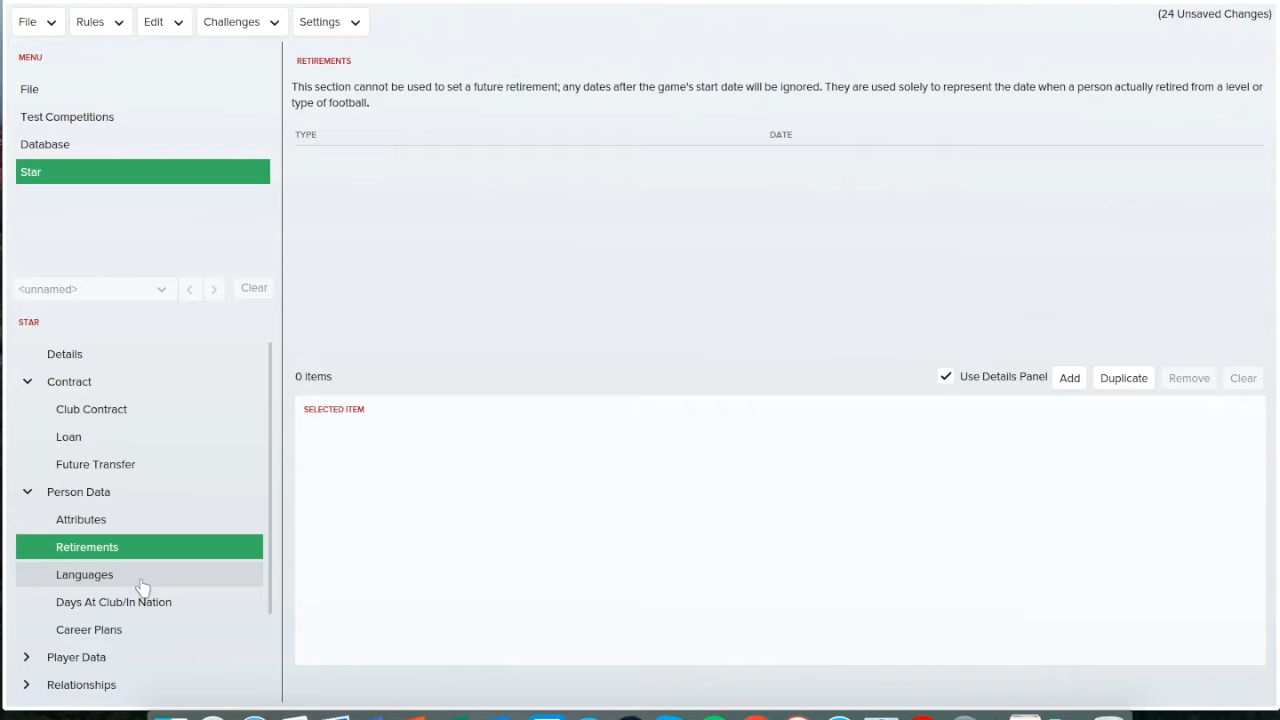 File
Rules
Edit
Challenges
Settings
(24 Unsaved Changes)
MENU
File
Test Competitions
Database
Star
<unnamed>
Clear
STAR
Details
Contract
Club Contract
Loan
Future Transfer
Person Data
Attributes
Retirements
Languages
Days At Club/In Nation
Career Plans
Player Data
Relationships
RETIREMENTS
This section cannot be used to set a future retirement; any dates after the game's start date will be ignored. They are used solely to represent the date when a person actually retired from a level or
type of football.
TYPE
DATE
0 items
Use Details Panel
Add
Duplicate
Remove
Clear
SELECTED ITEM